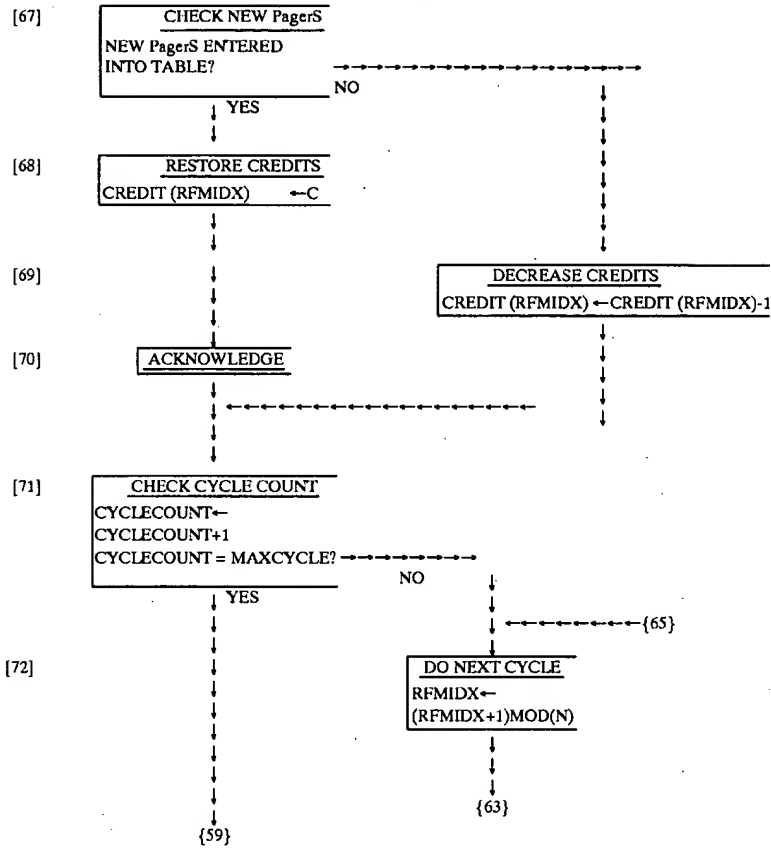 [67] CHECK NEW PagerS
NEW PagerS ENTERED
INTO TABLE?
NO
YES
[68] RESTORE CREDITS
CREDIT (RFMIDX) ←C
[69] DECREASE CREDITS
CREDIT (RFMIDX) ←CREDIT (RFMIDX)-1
[70] ACKNOWLEDGE
[71] CHECK CYCLE COUNT
CYCLECOUNT←
CYCLECOUNT+1
CYCLECOUNT = MAXCYCLE?
NO
YES
{65}
[72] DO NEXT CYCLE
RFMIDX←
(RFMIDX+1)MOD(N)
{63}
{59}